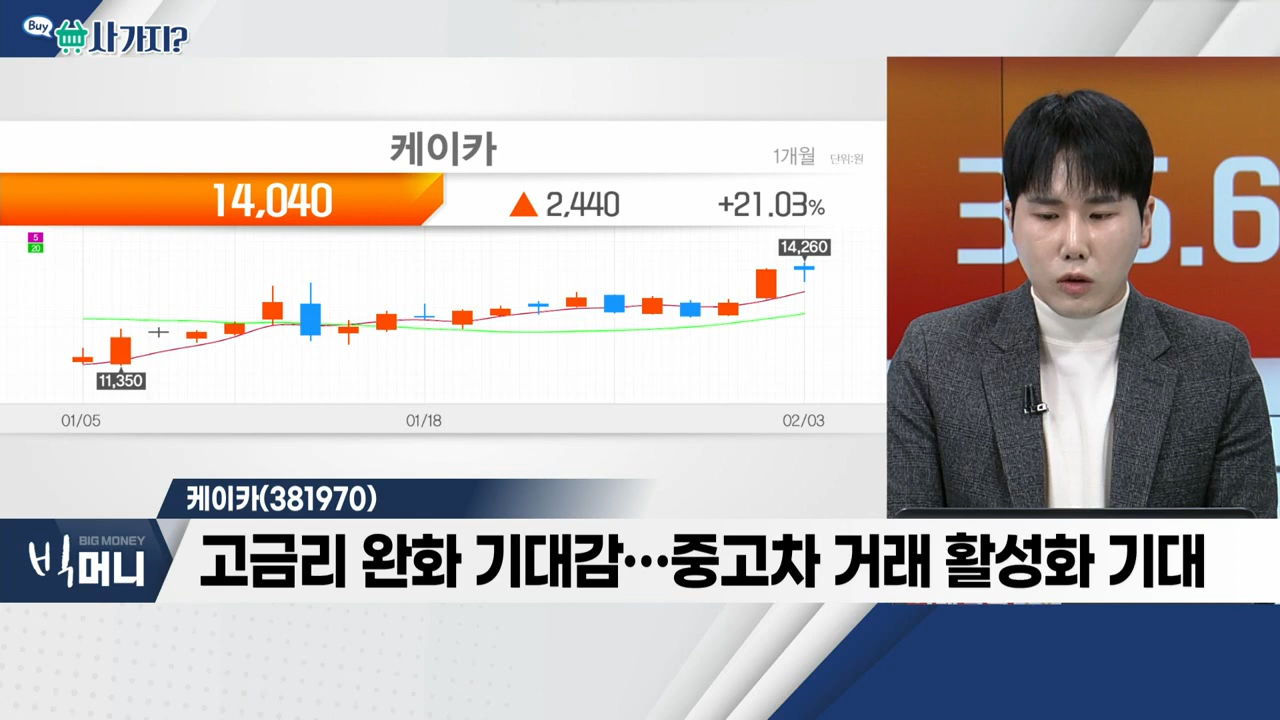 Buy
사가지?
케이카
1개월 단위:원
14,040 ▲ 2,440 +21.03%
5
20
14,260
11,350
01/05 01/18 02/03
케이카(381970)
BIG MONEY
빅머니
고금리 완화 기대감…중고차 거래 활성화 기대